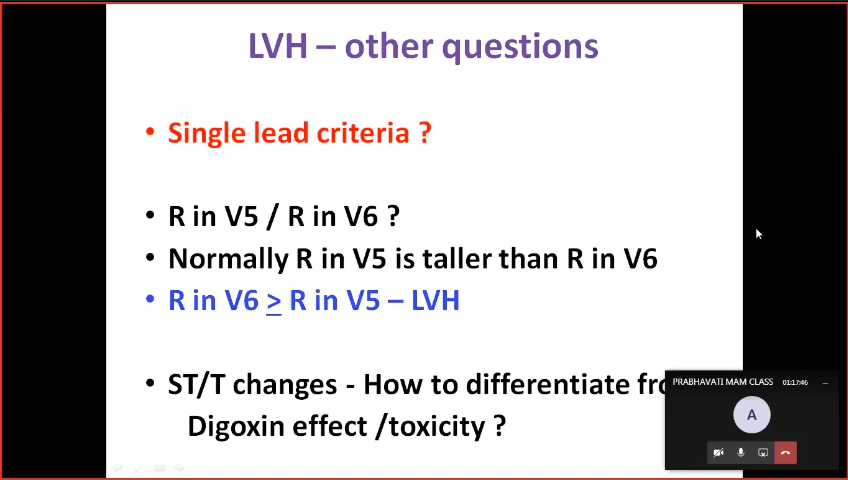 LVH – other questions
• Single lead criteria ?
• R in V5 / R in V6 ?
• Normally R in V5 is taller than R in V6
• R in V6 ≥ R in V5 – LVH
• ST/T changes - How to differentiate
Digoxin effect /toxicity ?
PRABHAVATI MAM CLASS 01:17:46
A